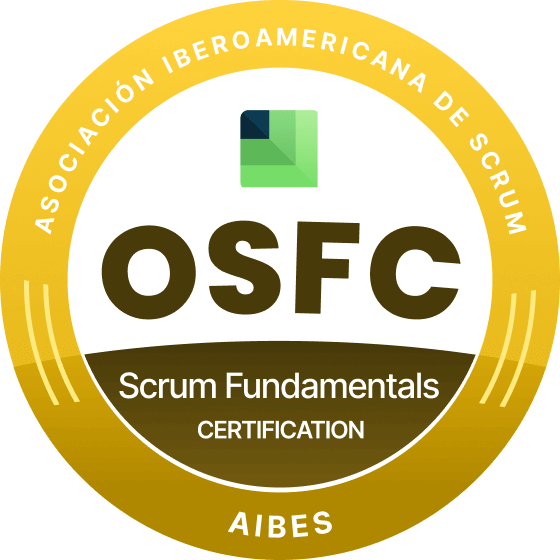 ASOCIACIÓN IBEROAMERICANA DE SCRUM
OSFC
Scrum Fundamentals
CERTIFICATION
AIBES